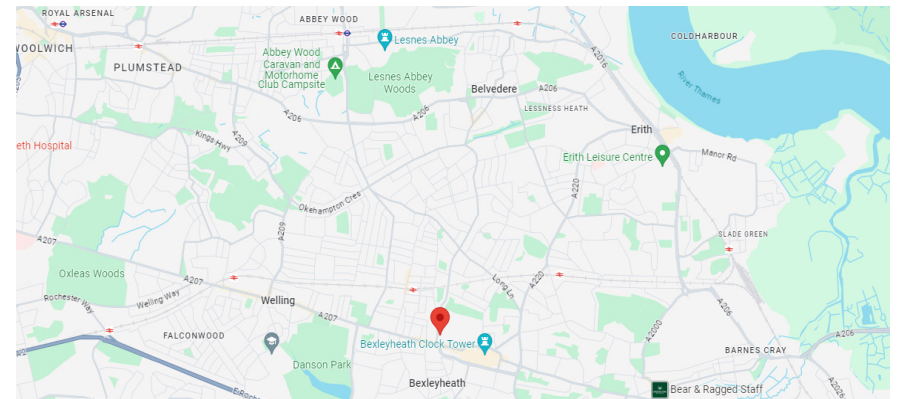 ROYAL ARSENAL
ABBEY WOOD
WOOLWICH
PLUMSTEAD
Lesnes Abbey
COLDHARBOUR
Abbey Wood
Caravan and
Motorhome
Club Campsite
Lesnes Abbey
Woods
Belvedere
A206
A2016
River Thames
LESSNESS HEATH
A206
A206
Erith
Kings Hwy
A209
eth Hospital
Erith Leisure Centre
Manor Rd
A220
Okehampton Cres
A209
A207
SLADE GREEN
Oxleas Woods
A207
Long Ln
A220
Rochester Way
Welling Way
Welling
A207
A206
A2000
A206
FALCONWOOD
Bexleyheath Clock Tower
BARNES CRAY
Danson Park
Bexleyheath
Bear & Ragged Staff
A2026